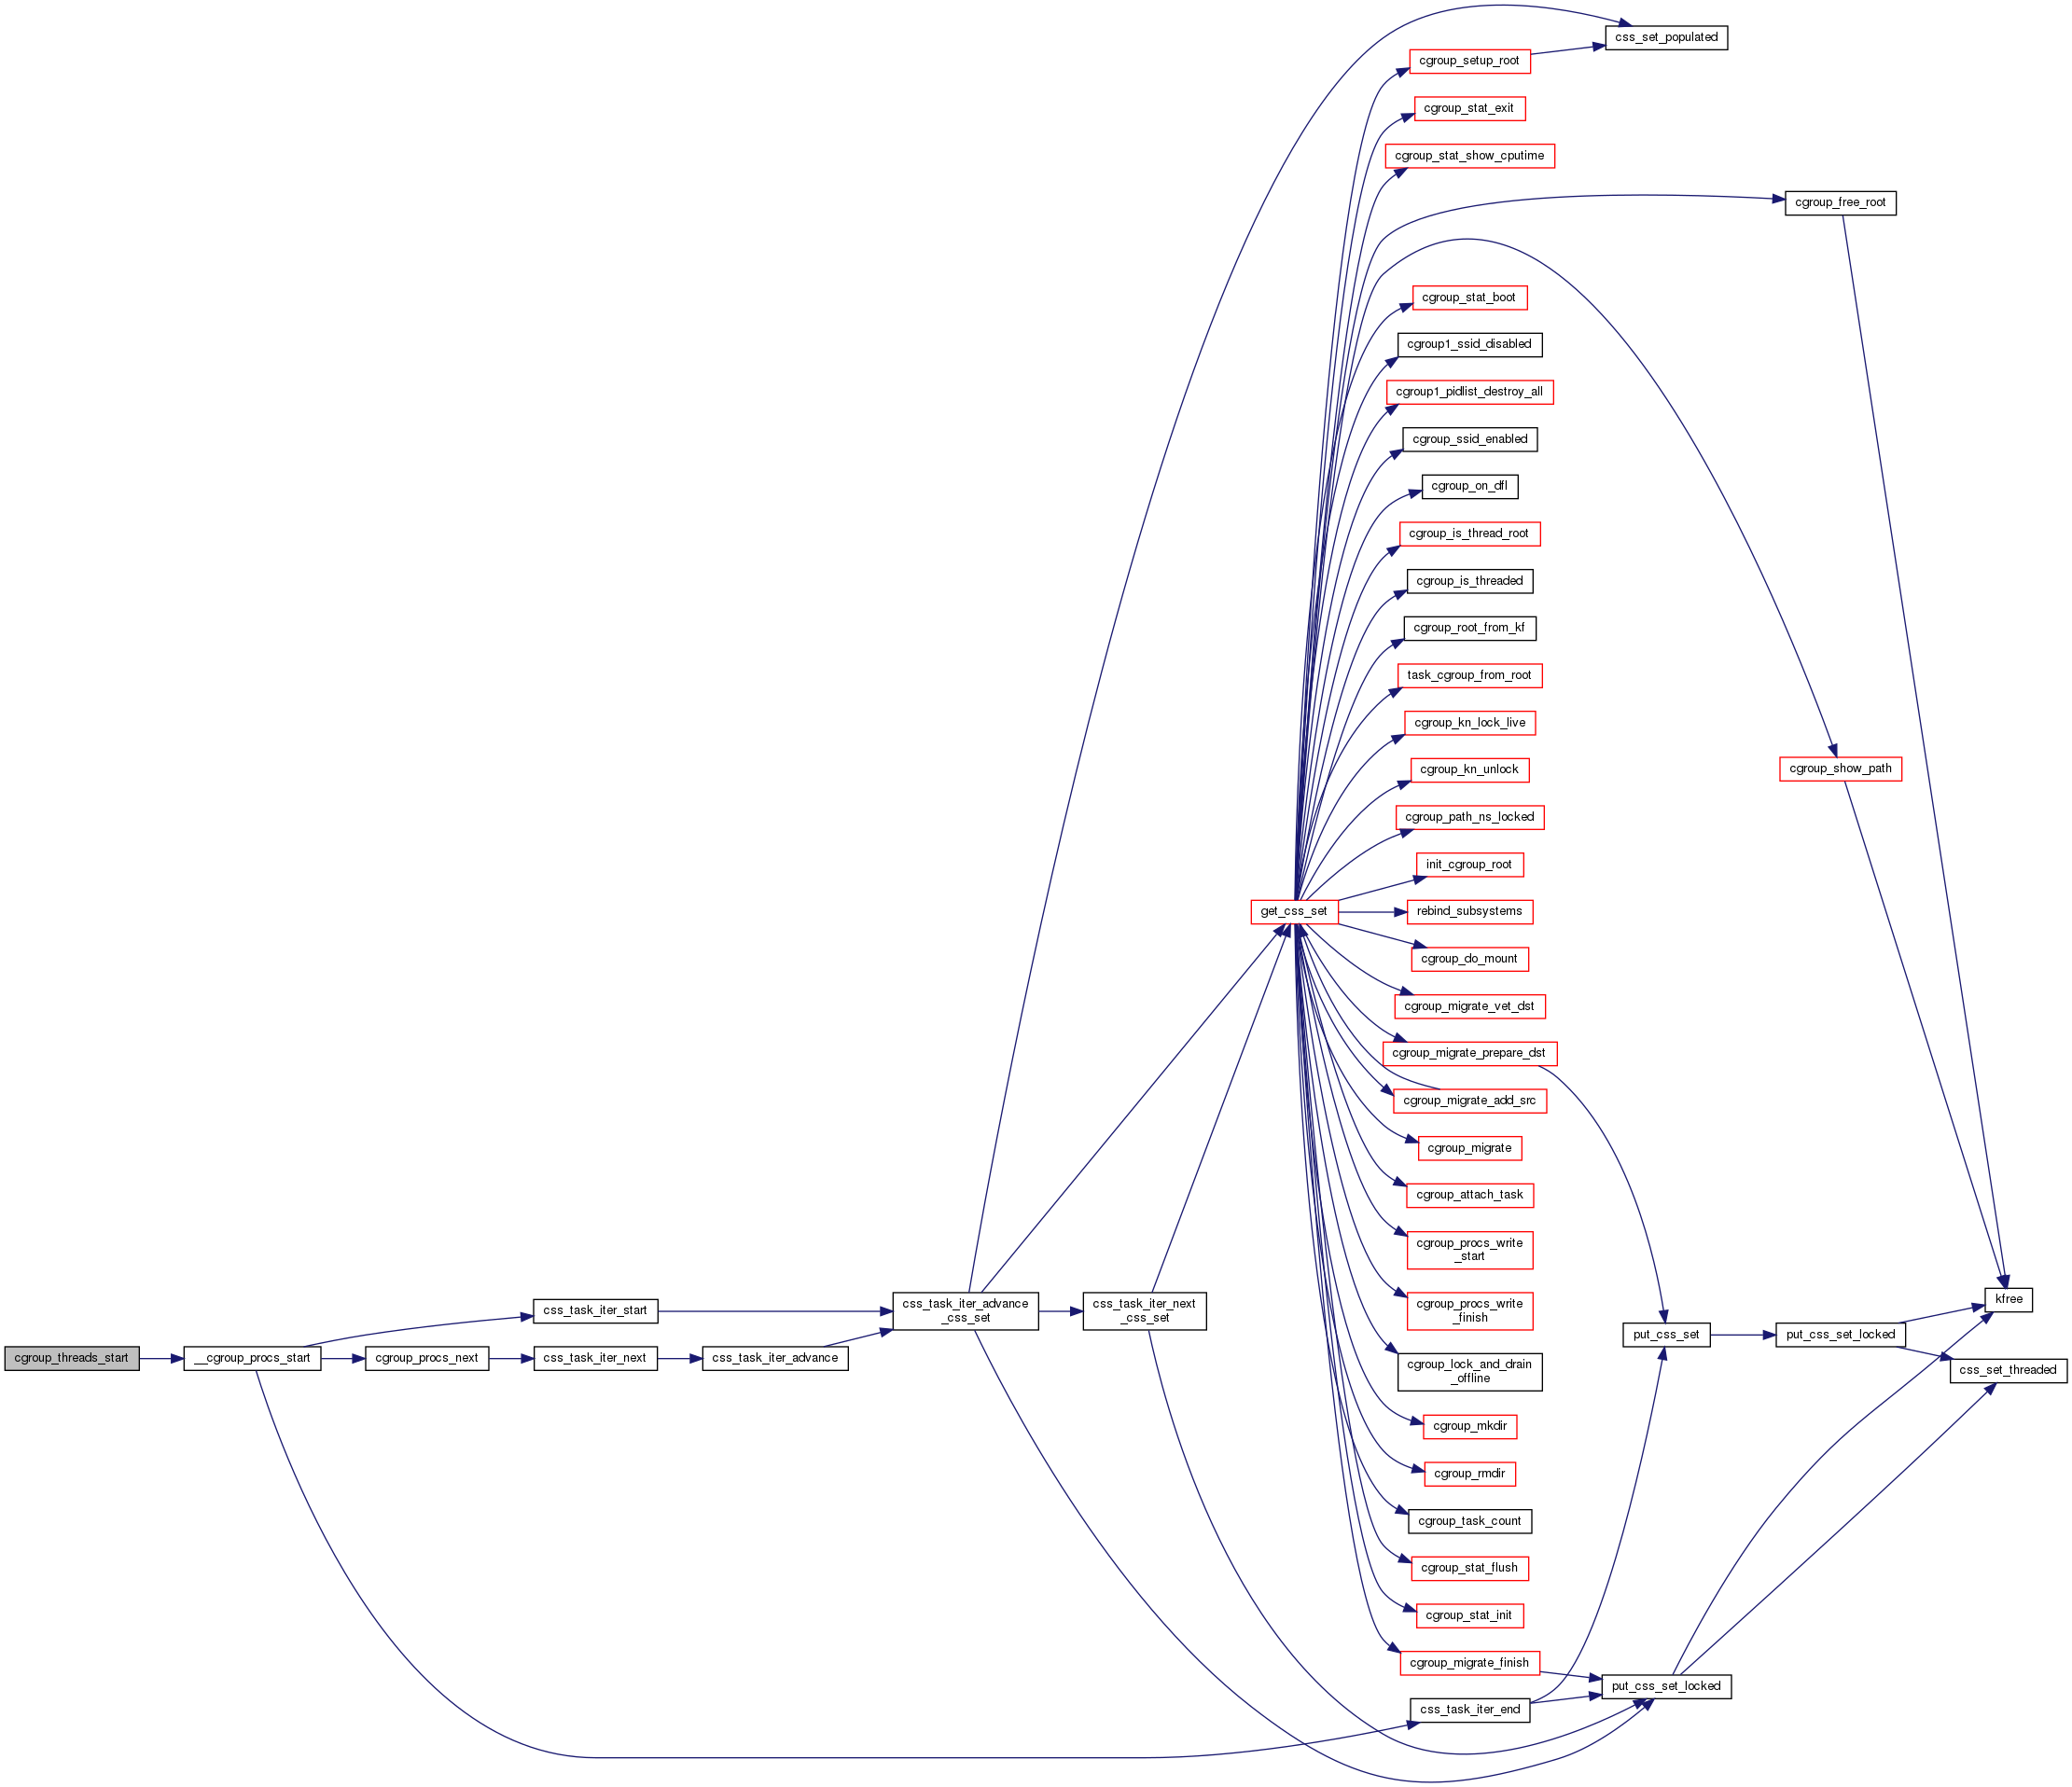 css_set_populated
cgroup_setup_root
cgroup_stat_exit
cgroup_stat_show_cputime
cgroup_free_root
cgroup_stat_boot
cgroup1_ssid_disabled
cgroup1_pidlist_destroy_all
cgroup_ssid_enabled
cgroup_on_dfl
cgroup_is_thread_root
cgroup_is_threaded
cgroup_root_from_kf
task_cgroup_from_root
cgroup_kn_lock_live
cgroup_kn_unlock
cgroup_show_path
cgroup_path_ns_locked
init_cgroup_root
get_css_set
rebind_subsystems
cgroup_do_mount
cgroup_migrate_vet_dst
cgroup_migrate_prepare_dst
cgroup_migrate_add_src
cgroup_migrate
cgroup_attach_task
cgroup_procs_write
_start
cgroup_procs_write
_finish
css_task_iter_start
css_task_iter_advance
_css_set
css_task_iter_next
_css_set
kfree
put_css_set
put_css_set_locked
cgroup_threads_start
__cgroup_procs_start
cgroup_procs_next
css_task_iter_next
css_task_iter_advance
cgroup_lock_and_drain
_offline
css_set_threaded
cgroup_mkdir
cgroup_rmdir
cgroup_task_count
cgroup_stat_flush
cgroup_stat_init
cgroup_migrate_finish
put_css_set_locked
css_task_iter_end